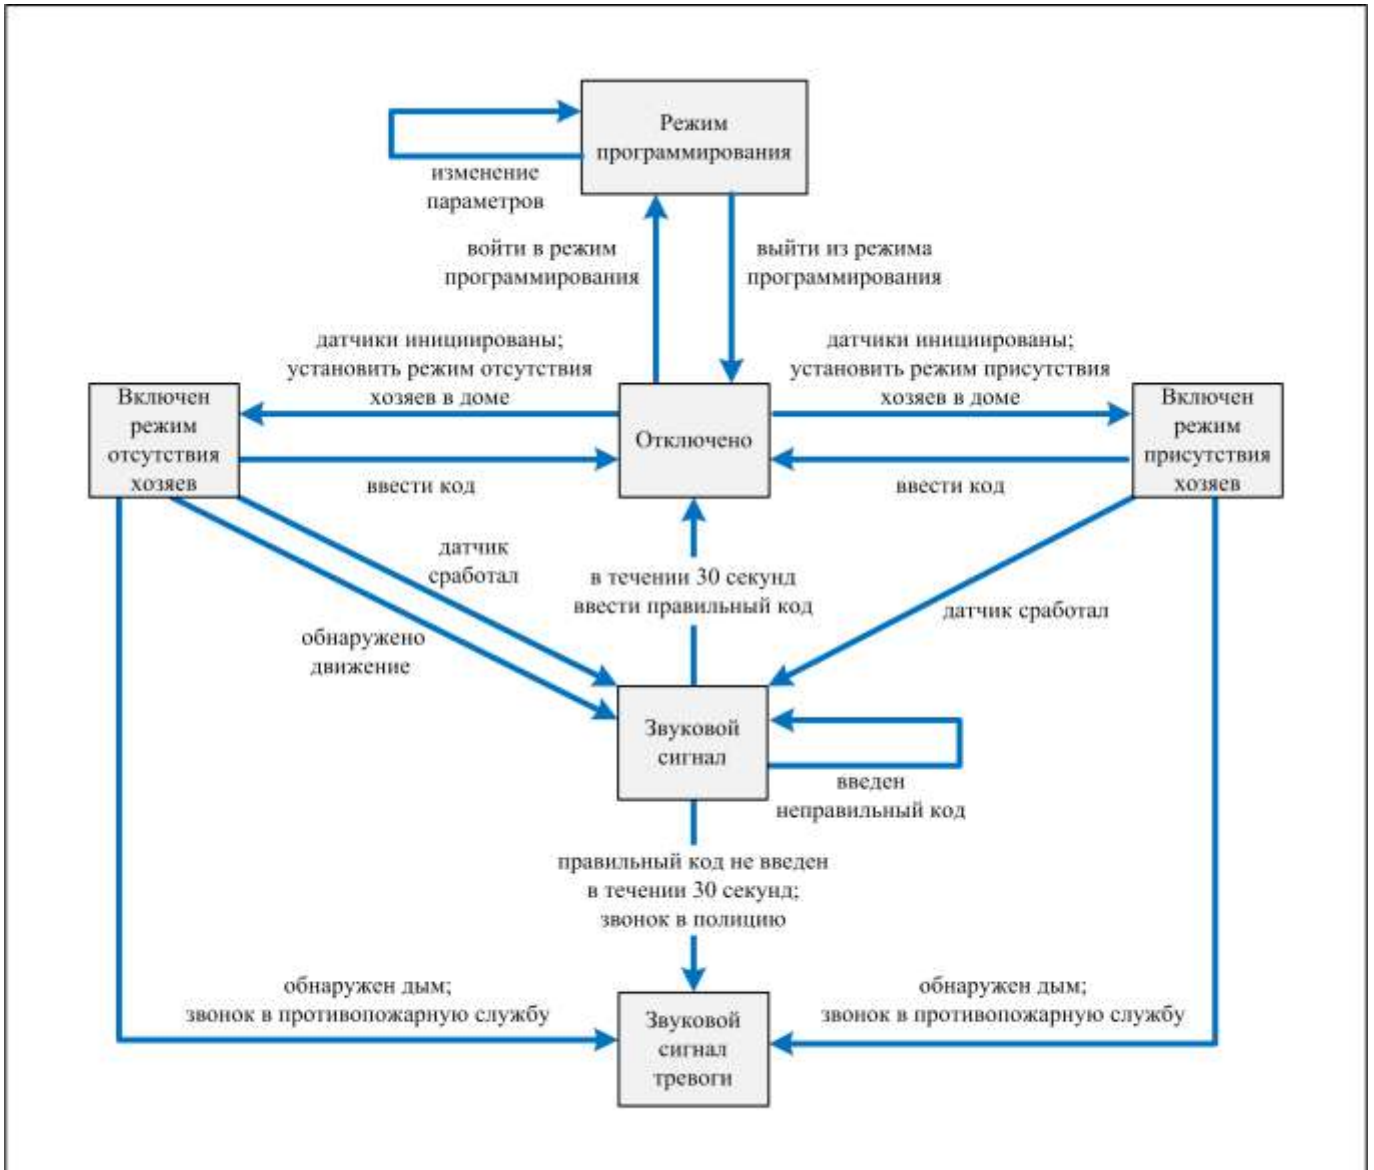 Режим
программирования
изменение
параметров
войти в режим
программирования
выйти из режима
программирования
датчики инициированы;
установить режим отсутствия
хозяев в доме
датчики инициированы;
установить режим присутствия
хозяев в доме
Включен
режим
отсутствия
хозяев
Отключено
Включен
режим
присутствия
хозяев
ввести код
ввести код
датчик
сработал
в течении 30 секунд
ввести правильный код
датчик сработал
обнаружено
движение
Звуковой
сигнал
введен
неправильный код
правильный код не введен
в течении 30 секунд;
звонок в полицию
обнаружен дым;
звонок в противопожарную службу
обнаружен дым;
звонок в противопожарную службу
Звуковой
сигнал
тревоги